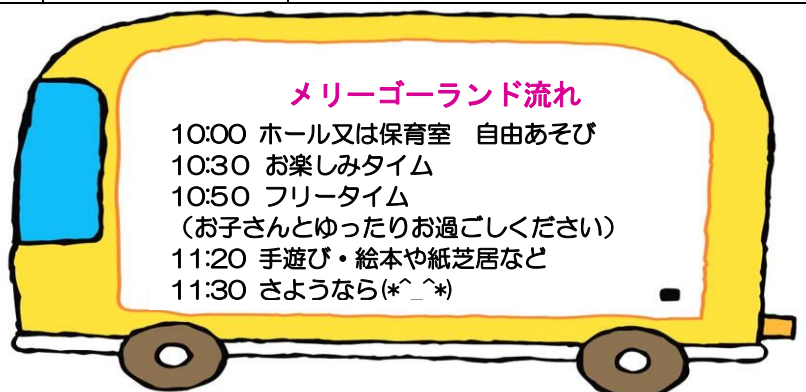 メリーゴーランド流れ
10:00 ホール又は保育室　自由あそび
10:30 お楽しみタイム
10:50 フリータイム
（お子さんとゆったりお過ごしください）
11:20 手遊び・絵本や紙芝居など
11:30 さようなら(*^_^*)